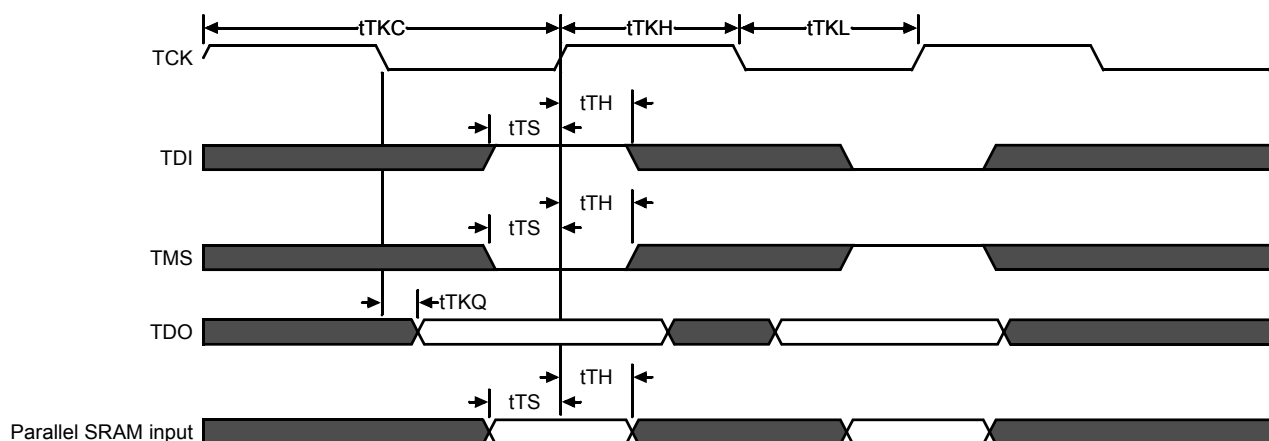 tTKC tTKH tTKL
TCK
tTH
tTS
TDI
tTH
tTS
TMS
tTKQ
TDO
tTH
tTS
Parallel SRAM input